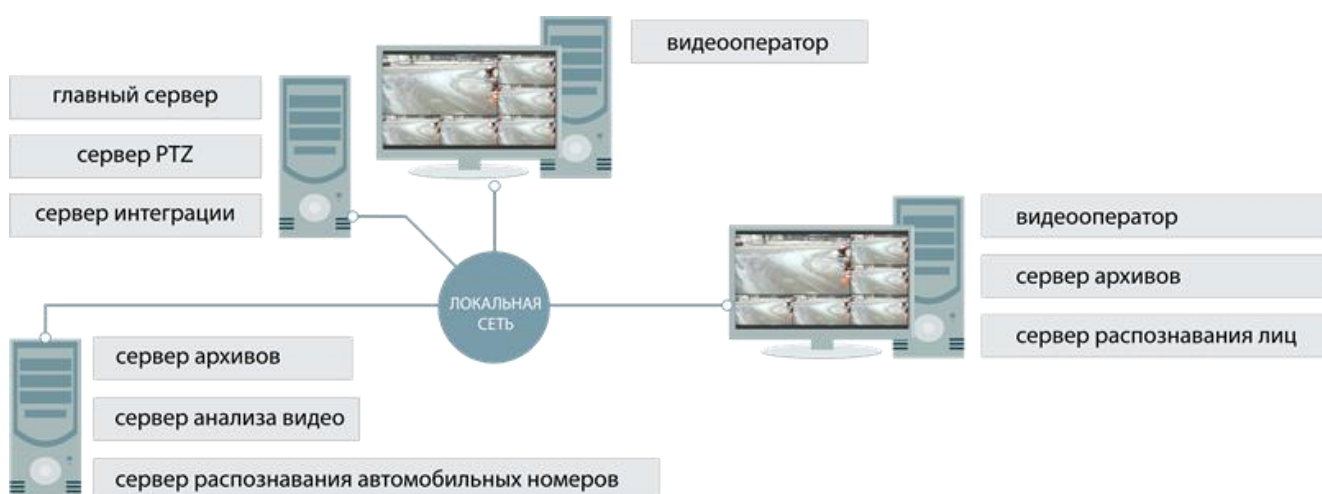 видеооператор
главный сервер
сервер PTZ
сервер интеграции
видеооператор
сервер архивов
сервер распознавания лиц
ЛОКАЛЬНАЯ
СЕТЬ
сервер архивов
сервер анализа видео
сервер распознавания автомобильных номеров